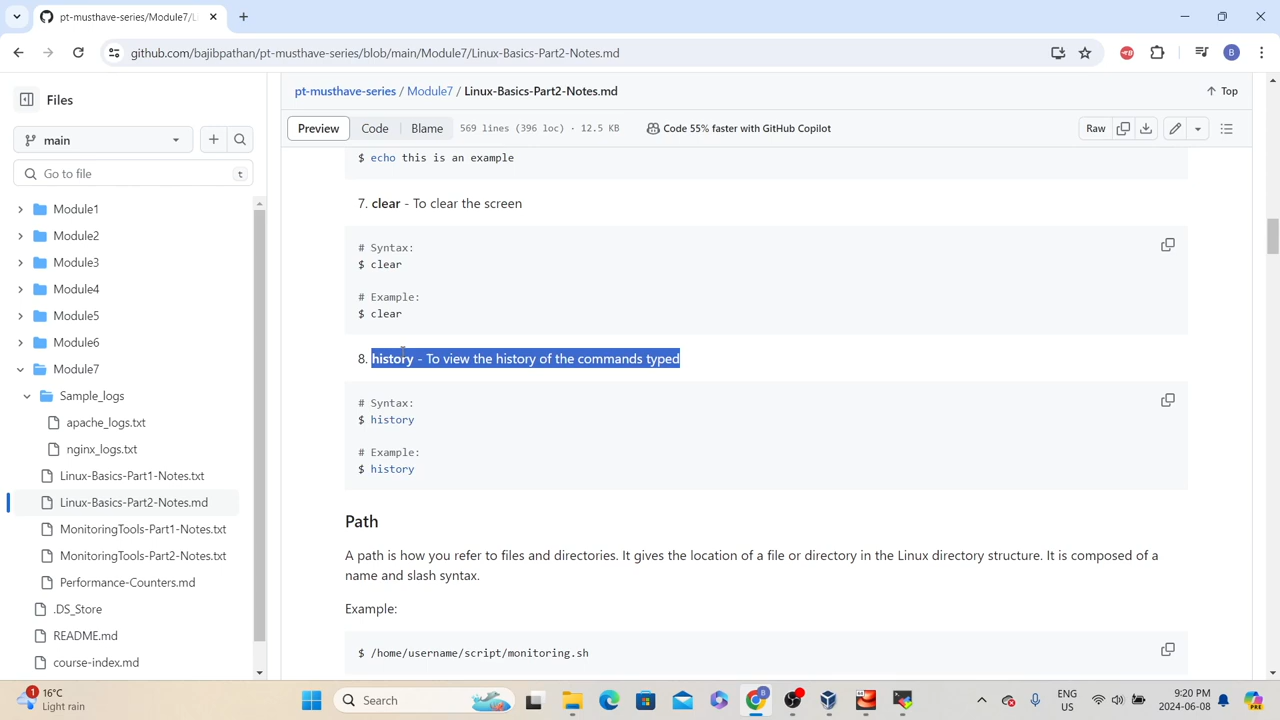 pt-musthave-series/Module7/Li
github.com/bajibpathan/pt-musthave-series/blob/main/Module7/Linux-Basics-Part2-Notes.md
B
Files
main
Go to file
t
Module1
Module2
Module3
Module4
Module5
Module6
Module7
Sample_logs
apache_logs.txt
nginx_logs.txt
Linux-Basics-Part1-Notes.txt
Linux-Basics-Part2-Notes.md
MonitoringTools-Part1-Notes.txt
MonitoringTools-Part2-Notes.txt
Performance-Counters.md
.DS_Store
README.md
course-index.md
pt-musthave-series / Module7 / Linux-Basics-Part2-Notes.md
Top
Preview Code Blame 569 lines (396 loc) · 12.5 KB Code 55% faster with GitHub Copilot
Raw
$ echo this is an example
7. clear - To clear the screen
# Syntax:
$ clear
# Example:
$ clear
8. history - To view the history of the commands typed
# Syntax:
$ history
# Example:
$ history
Path
A path is how you refer to files and directories. It gives the location of a file or directory in the Linux directory structure. It is composed of a
name and slash syntax.
Example:
$ /home/username/script/monitoring.sh
1
16°C
Light rain
Search
B
ENG
CAFR
9:20 PM
2024-06-08
PRE